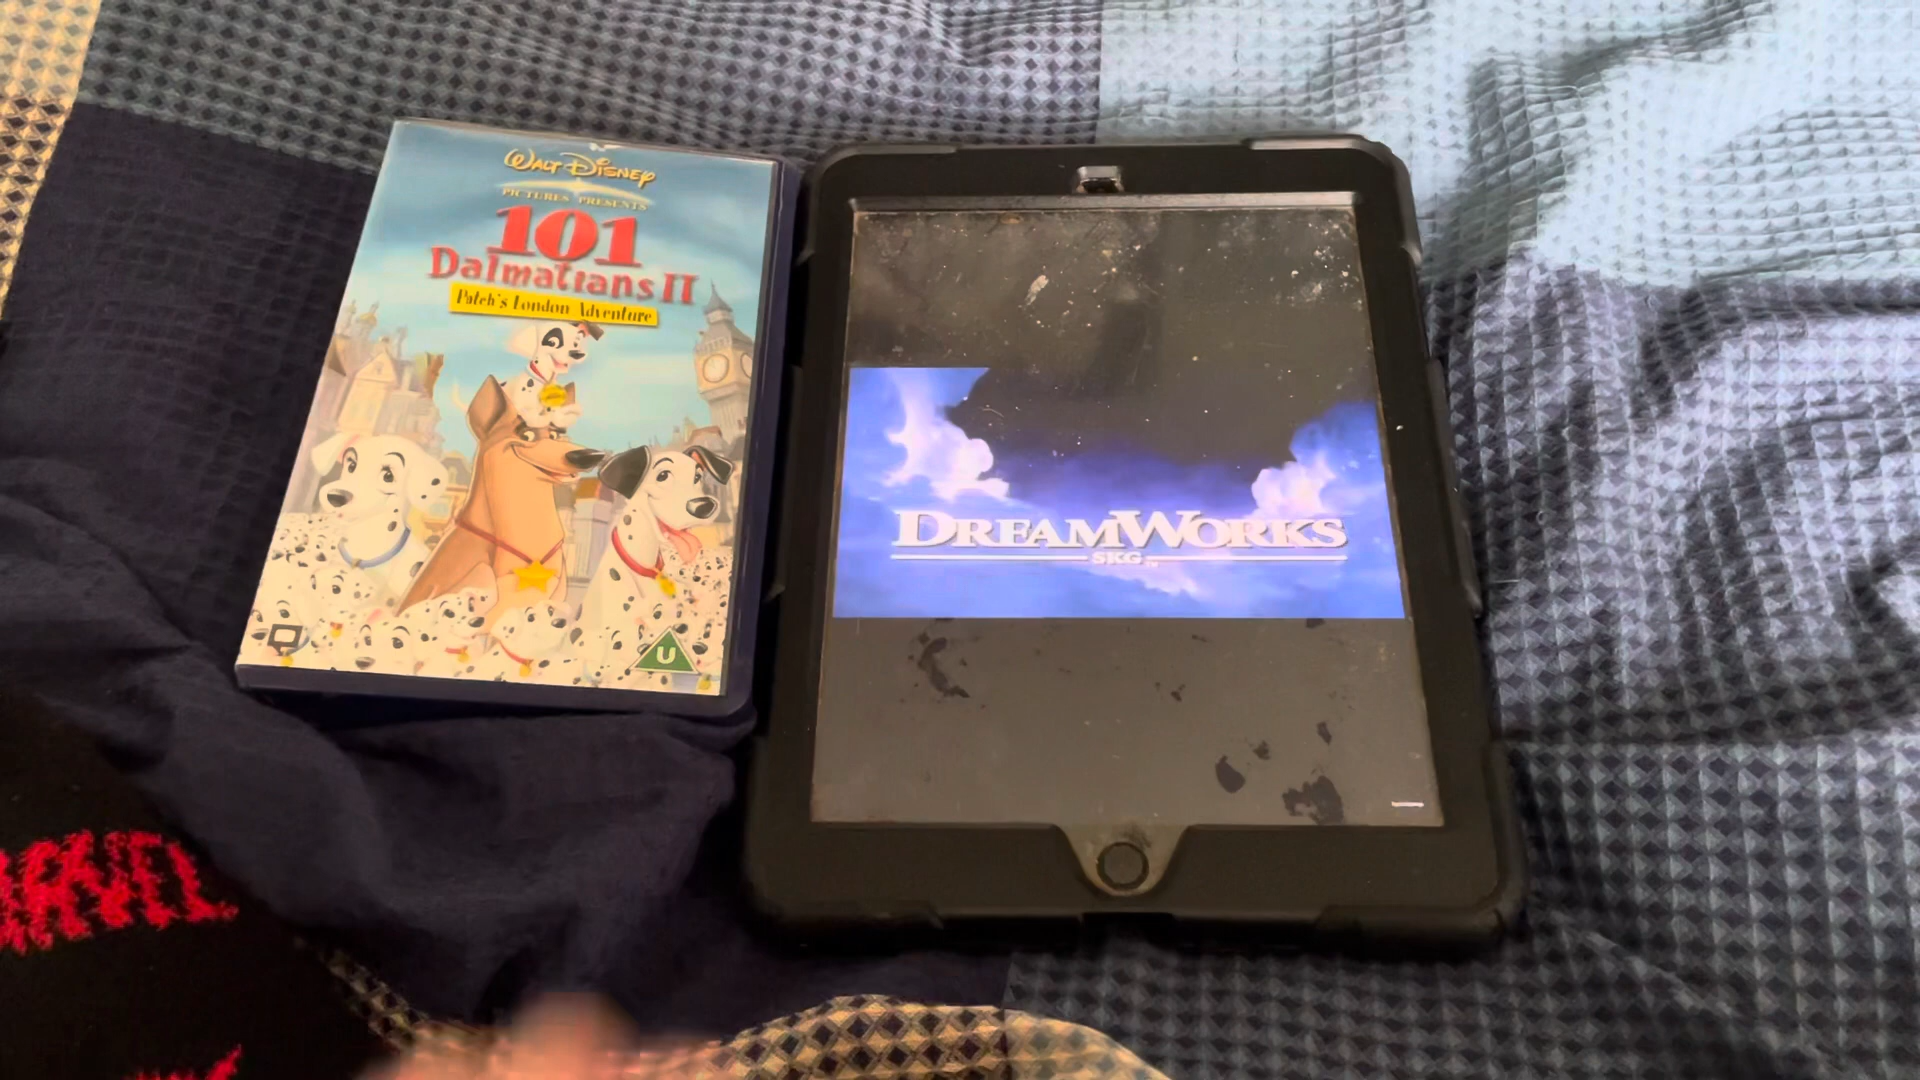 WALT DISNEY
PICTURES PRESENTS
101
Dalmatians II
Patch's London Adventure
U
DREAMWORKS
SKG